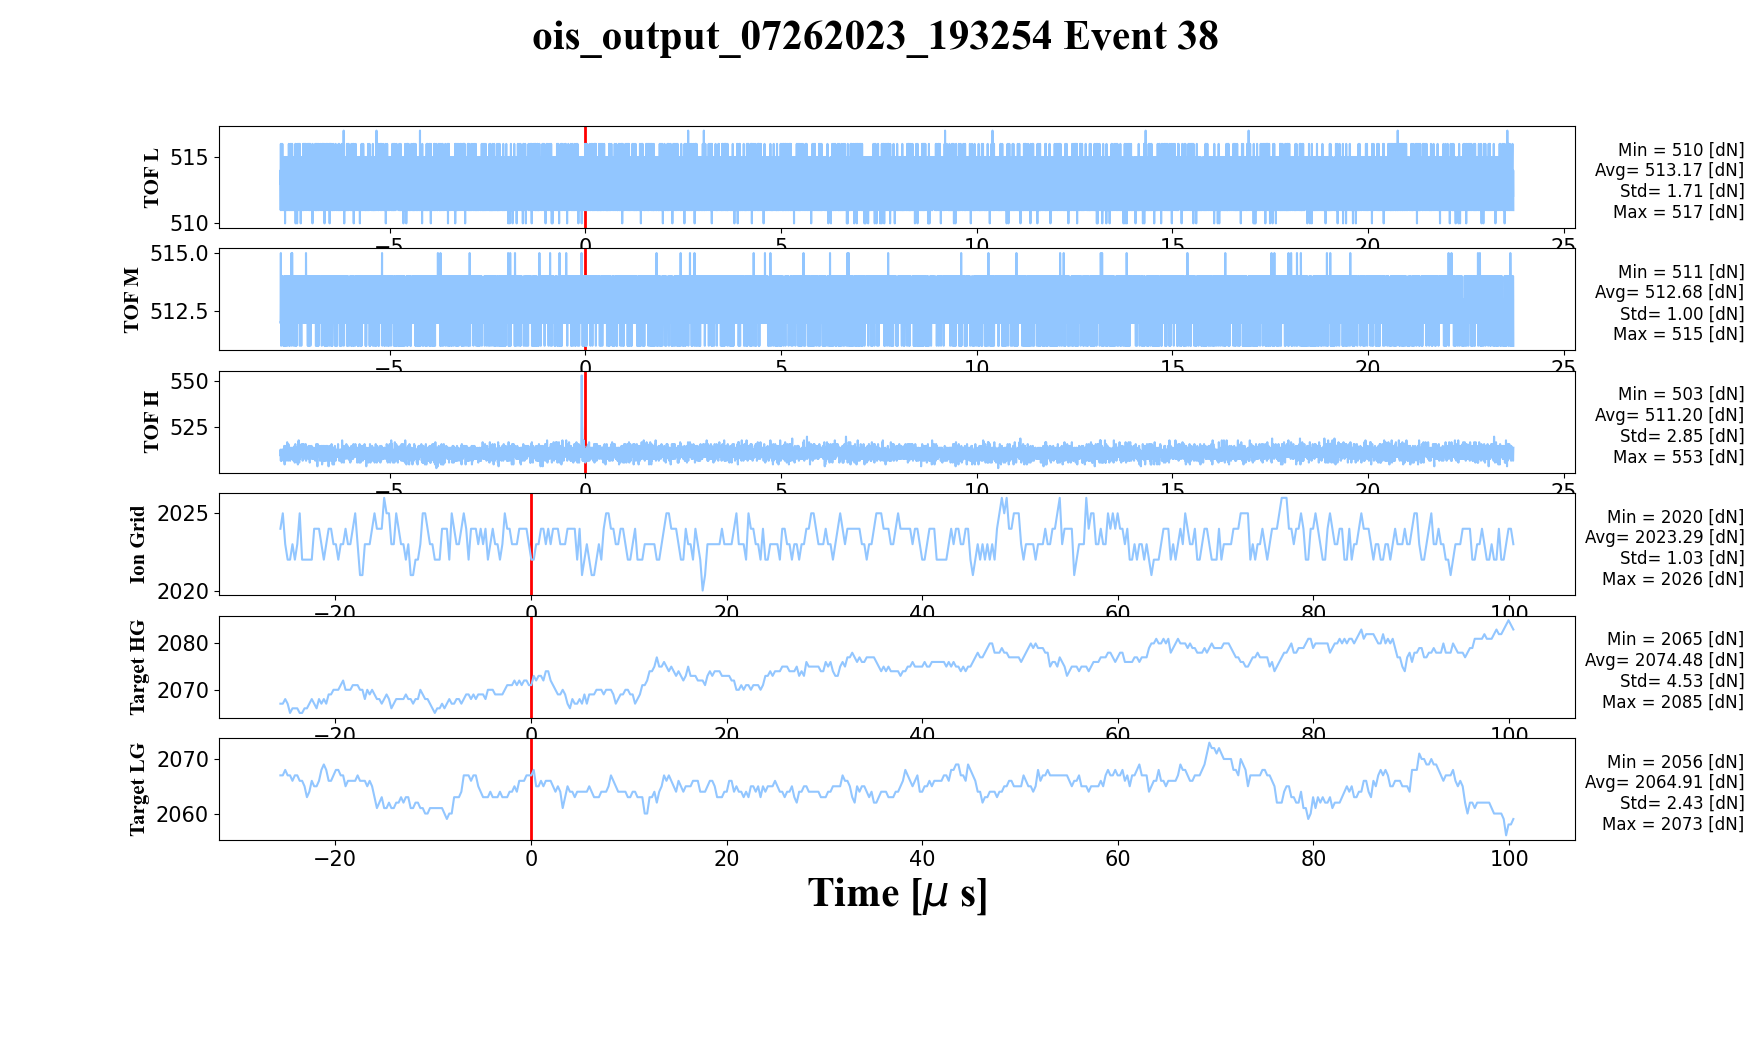 ois_output_07262023_193254 Event 38
TOF L
515
510
−5 0 5 10 15 20 25
Min = 510 [dN]
Avg= 513.17 [dN]
Std= 1.71 [dN]
Max = 517 [dN]
TOF M
515.0
512.5
−5 0 5 10 15 20 25
Min = 511 [dN]
Avg= 512.68 [dN]
Std= 1.00 [dN]
Max = 515 [dN]
TOF H
550
525
−5 0 5 10 15 20 25
Min = 503 [dN]
Avg= 511.20 [dN]
Std= 2.85 [dN]
Max = 553 [dN]
Ion Grid
2025
2020
−20 0 20 40 60 80 100
Min = 2020 [dN]
Avg= 2023.29 [dN]
Std= 1.03 [dN]
Max = 2026 [dN]
Target HG
2080
2070
−20 0 20 40 60 80 100
Min = 2065 [dN]
Avg= 2074.48 [dN]
Std= 4.53 [dN]
Max = 2085 [dN]
Target LG
2070
2060
−20 0 20 40 60 80 100
Min = 2056 [dN]
Avg= 2064.91 [dN]
Std= 2.43 [dN]
Max = 2073 [dN]
Time [μ s]